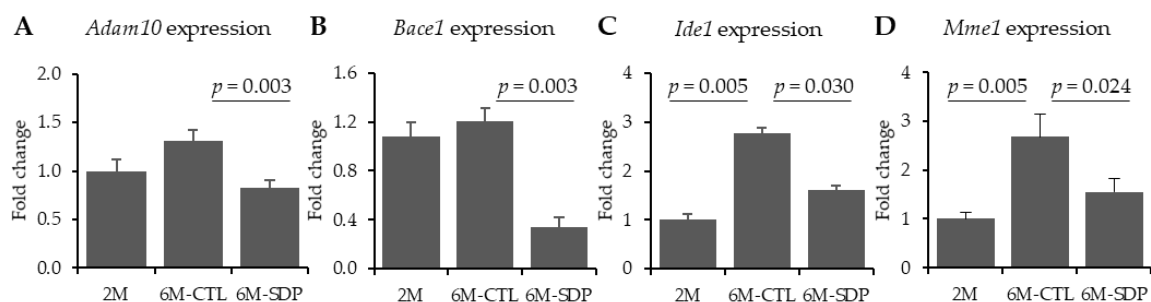 A Adam10 expression
p = 0.003
Fold change
2.0
1.5
1.0
0.5
0.0
2M 6M-CTL 6M-SDP
B Bace1 expression
p = 0.003
Fold change
1.6
1.2
0.8
0.4
0.0
2M 6M-CTL 6M-SDP
C Ide1 expression
p = 0.005 p = 0.030
Fold change
4
3
2
1
0
2M 6M-CTL 6M-SDP
D Mme1 expression
p = 0.005 p = 0.024
Fold change
4
3
2
1
0
2M 6M-CTL 6M-SDP